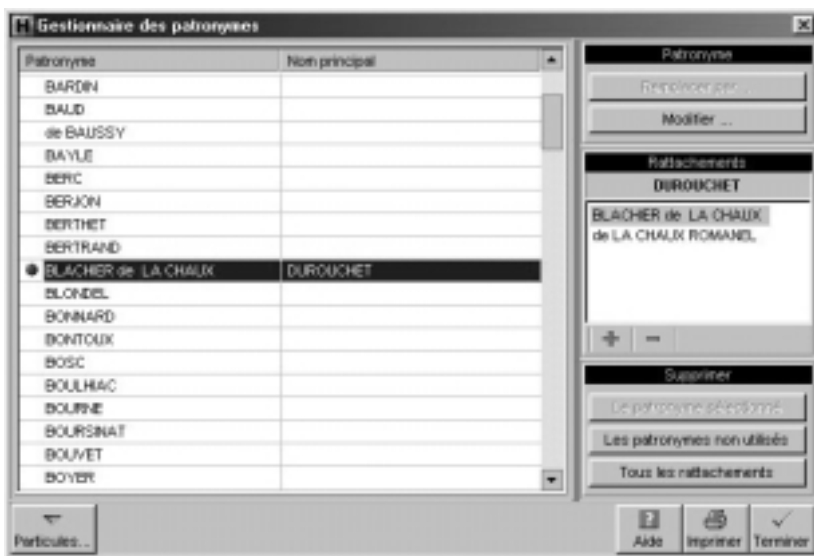 Gestionnaire des patronymes
Patronyme Nom principal
BARDIN
BAUD
de BAUSSY
BAYLE
BERC
BERJON
BERTHET
BERTRAND
BLACHIER de LA CHAUX DUROUCHET
BLONDEL
BONNARD
BONTOUX
BOSC
BOULHIAC
BOURNE
BOURSINAT
BOUVET
BOYER
Particules...
Patronyme
Remplacer par ...
Modifier ...
Rattachements
DUROUCHET
BLACHIER de LA CHAUX
de LA CHAUX ROMANEL
Supprimer
Le patronyme sélectionné
Les patronymes non utilisés
Tous les rattachements
Aide Imprimer Terminer